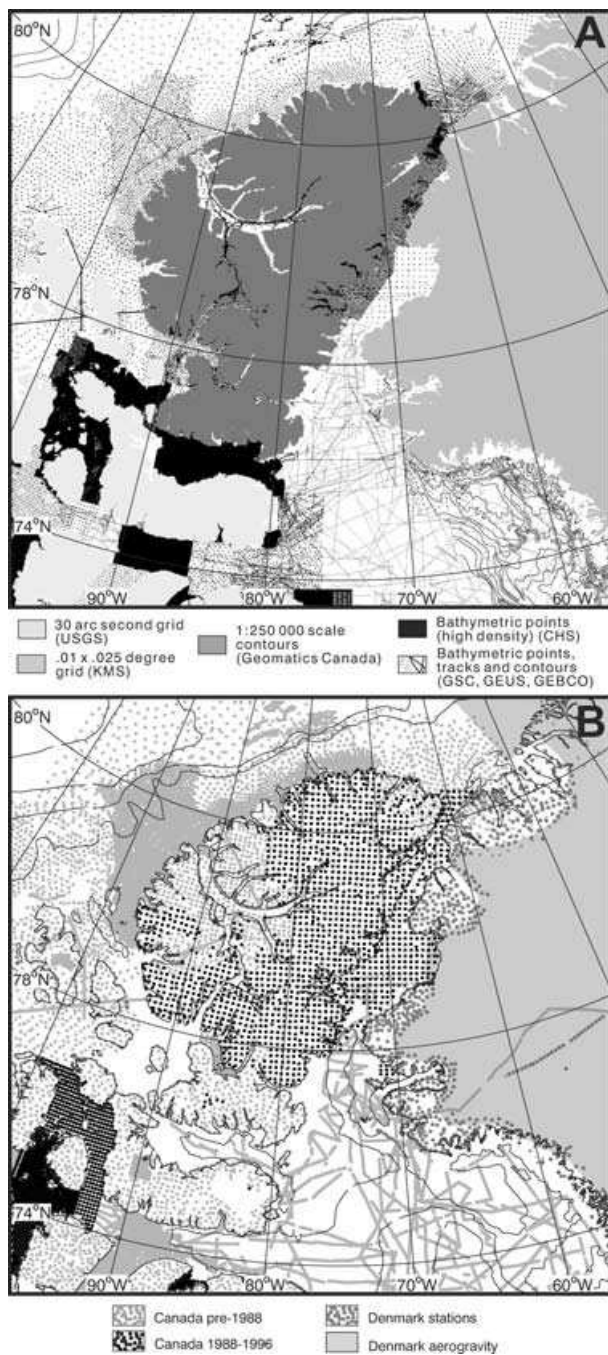 80°N
A
78°N
74°N
90°W
80°W
70°W
60°W
30 arc second grid
(USGS)
.01 x .025 degree
grid (KMS)
1:250 000 scale
contours
(Geomatics Canada)
Bathymetric points
(high density) (CHS)
Bathymetric points,
tracks and contours
(GSC, GEUS, GEBCO)
80°N
B
78°N
74°N
90°W
80°W
70°W
60°W
Canada pre-1988
Canada 1988-1996
Denmark stations
Denmark aerogravity